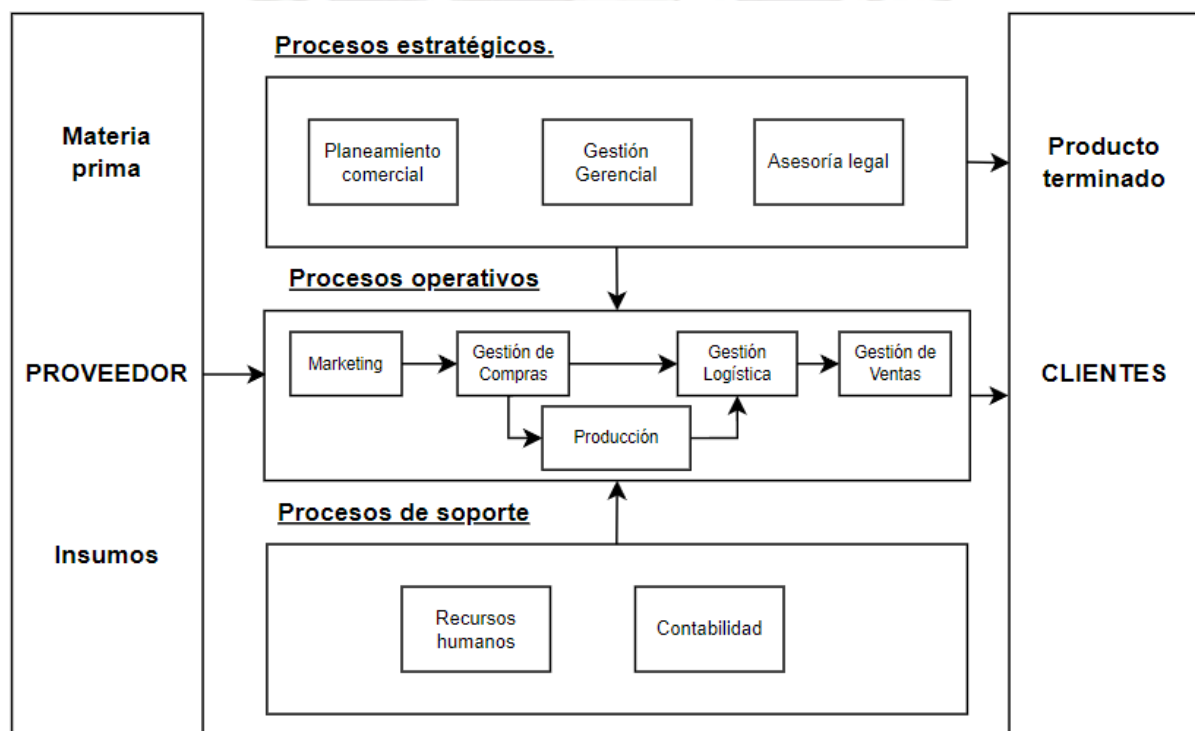 Procesos estratégicos.
Materia
prima
Planeamiento
comercial
Gestión
Gerencial
Asesoría legal
Producto
terminado
Procesos operativos
PROVEEDOR
Marketing
Gestión de
Compras
Gestión
Logística
Gestión de
Ventas
CLIENTES
Producción
Procesos de soporte
Insumos
Recursos
humanos
Contabilidad